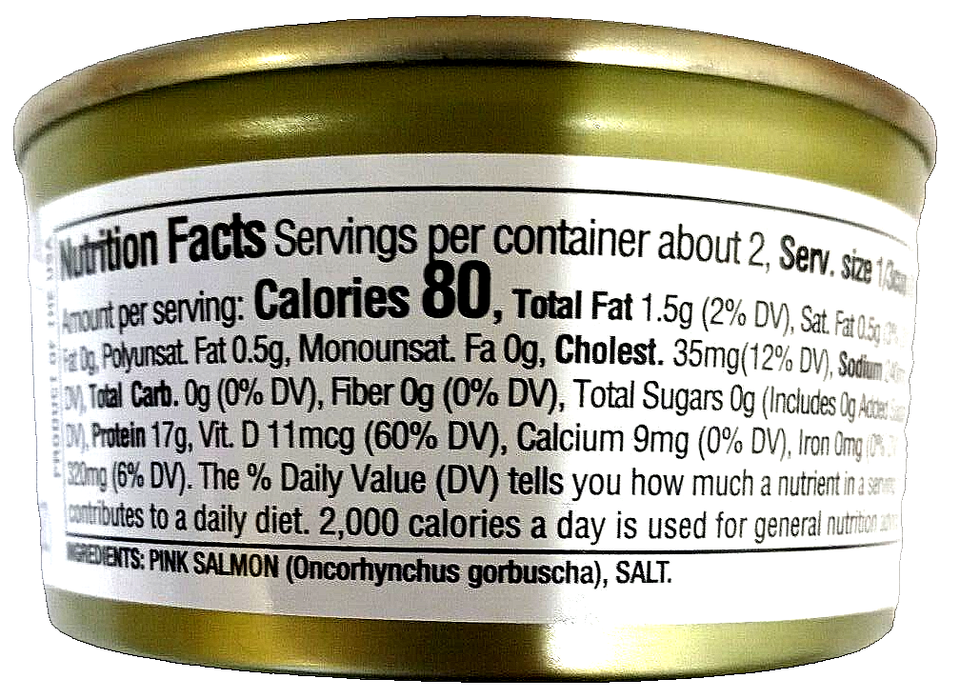 Nutrition Facts Servings per container about 2, Serv. size
Amount per serving: Calories 80, Total Fat 1.5g (2% DV), Sat. Fat 0.5g
Fat 0g, Polyunsat. Fat 0.5g, Monounsat. Fa 0g, Cholest. 35mg(12% DV), Sodium
DV), Total Carb. 0g (0% DV), Fiber 0g (0% DV), Total Sugars 0g (Includes 0g Added
DV), Protein 17g, Vit. D 11mcg (60% DV), Calcium 9mg (0% DV), Iron 0mg
320mg (6% DV). The % Daily Value (DV) tells you how much a nutrient in a
contributes to a daily diet. 2,000 calories a day is used for general nutrition
INGREDIENTS: PINK SALMON (Oncorhynchus gorbuscha), SALT.
PRODUCT OF THE USA